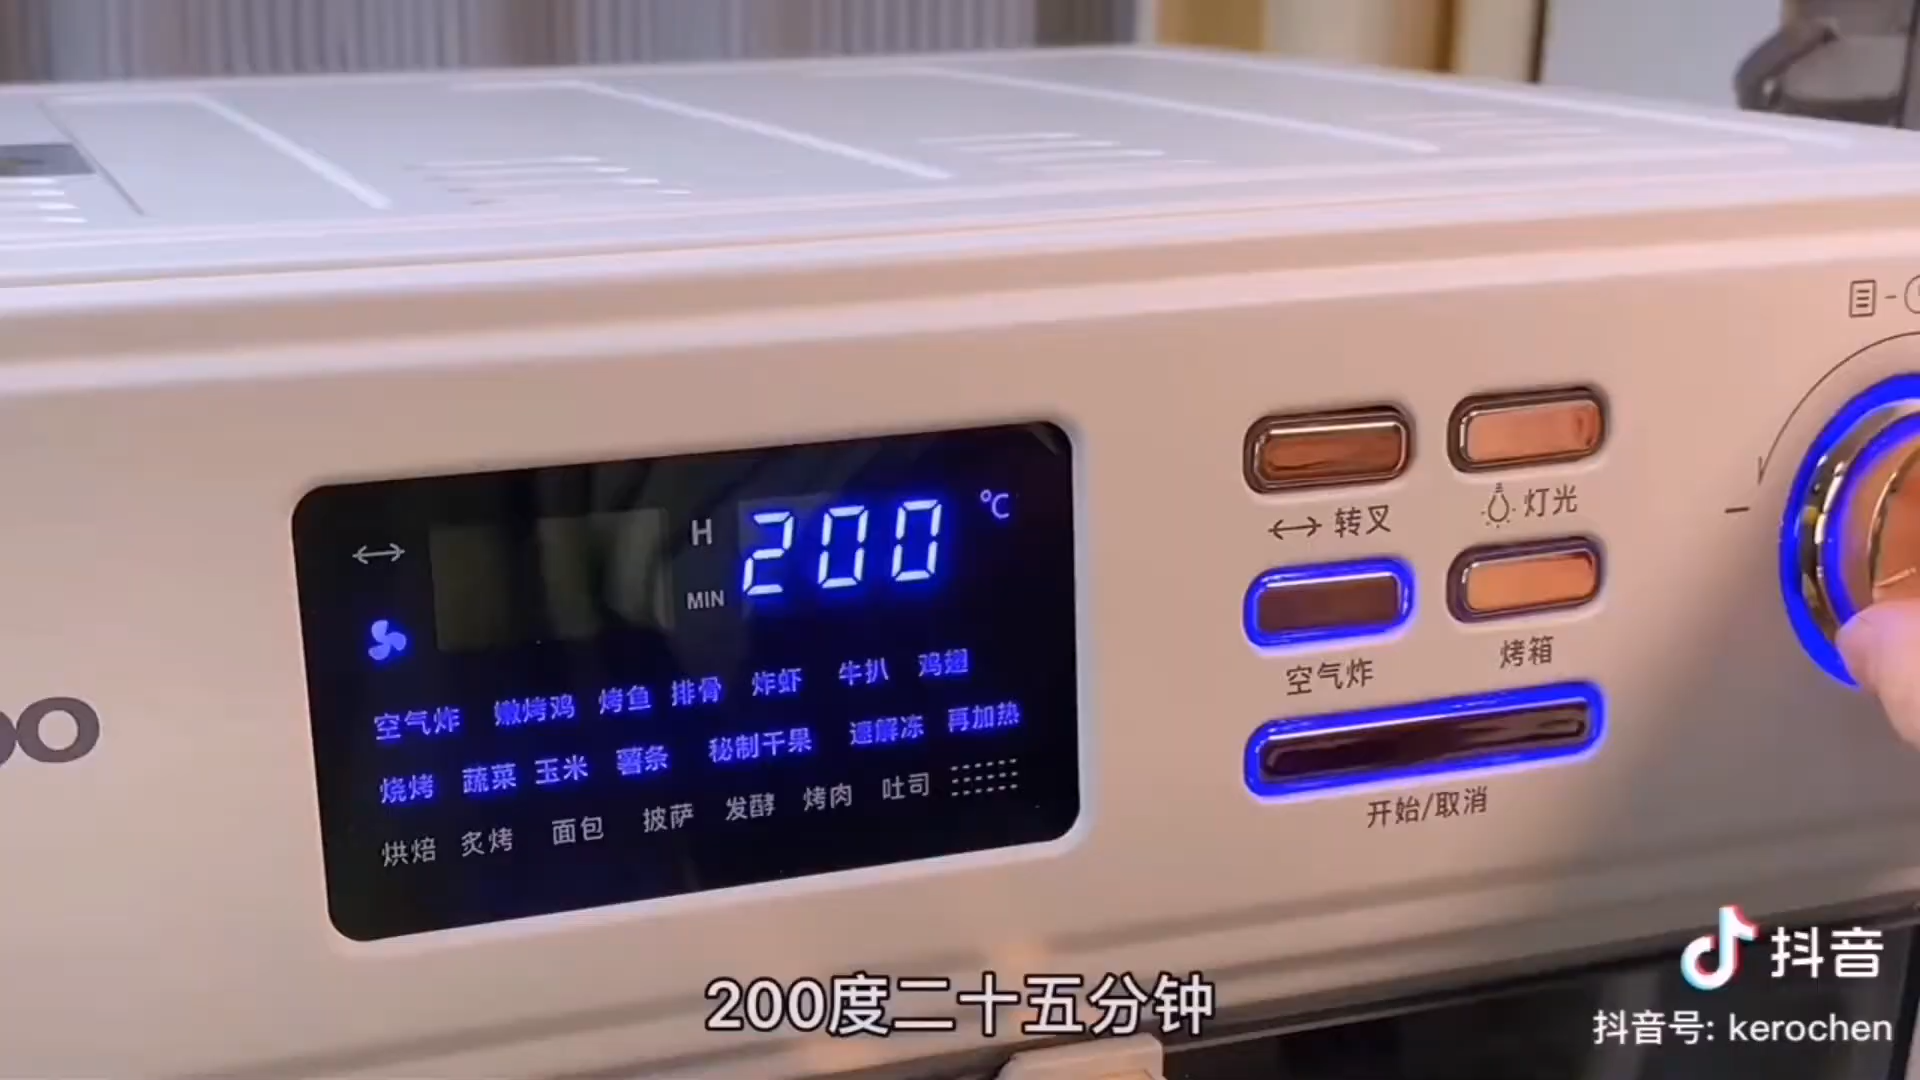 H 200 °C
MIN
空气炸 嫩烤鸡 烤鱼 排骨 炸虾 牛扒 鸡翅
烧烤 蔬菜 玉米 薯条 秘制干果 速解冻 再加热
烘焙 炙烤 面包 披萨 发酵 烤肉 吐司
转叉 灯光
空气炸 烤箱
开始/取消
200度二十五分钟
抖音
抖音号: kerochen